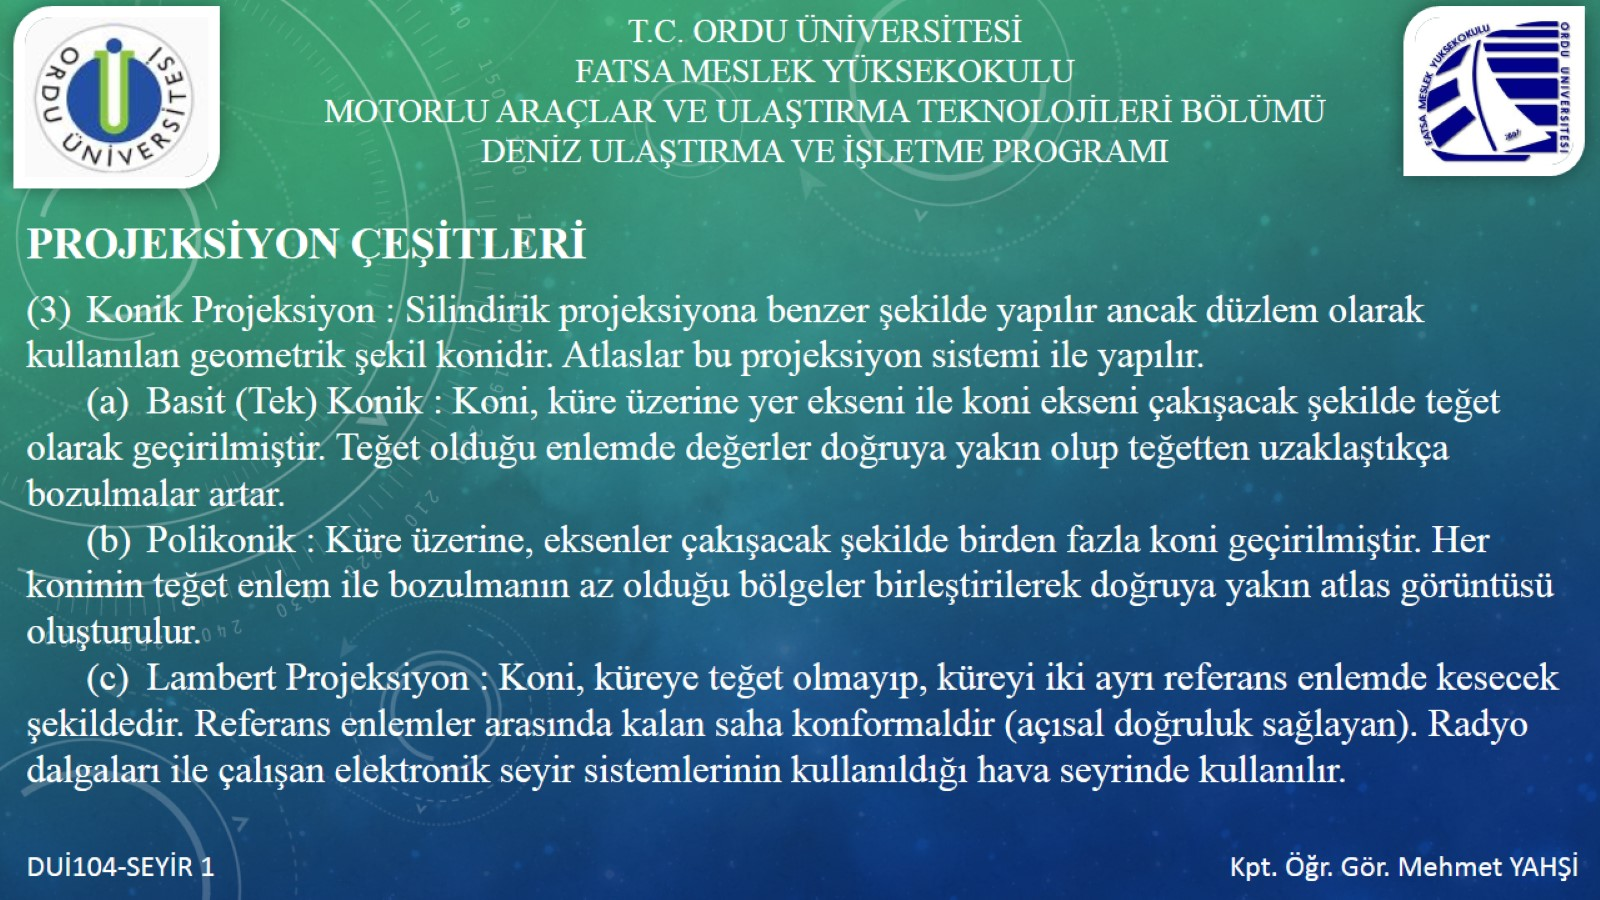 ORDU ÜNİVERSİTESİ
T.C. ORDU ÜNİVERSİTESİ
FATSA MESLEK YÜKSEKOKULU
MOTORLU ARAÇLAR VE ULAŞTIRMA TEKNOLOJİLERİ BÖLÜMÜ
DENİZ ULAŞTIRMA VE İŞLETME PROGRAMI
FATSA MESLEK YÜKSEKOKULU
ORDU ÜNİVERSİTESİ
PROJEKSİYON ÇEŞİTLERİ
(3) Konik Projeksiyon : Silindirik projeksiyona benzer şekilde yapılır ancak düzlem olarak
kullanılan geometrik şekil konidir. Atlaslar bu projeksiyon sistemi ile yapılır.
(a) Basit (Tek) Konik : Koni, küre üzerine yer ekseni ile koni ekseni çakışacak şekilde teğet
olarak geçirilmiştir. Teğet olduğu enlemde değerler doğruya yakın olup teğetten uzaklaştıkça
bozulmalar artar.
(b) Polikonik : Küre üzerine, eksenler çakışacak şekilde birden fazla koni geçirilmiştir. Her
koninin teğet enlem ile bozulmanın az olduğu bölgeler birleştirilerek doğruya yakın atlas görüntüsü
oluşturulur.
(c) Lambert Projeksiyon : Koni, küreye teğet olmayıp, küreyi iki ayrı referans enlemde kesecek
şekildedir. Referans enlemler arasında kalan saha konformaldir (açısal doğruluk sağlayan). Radyo
dalgaları ile çalışan elektronik seyir sistemlerinin kullanıldığı hava seyrinde kullanılır.
DUİ104-SEYİR 1
Kpt. Öğr. Gör. Mehmet YAHŞİ